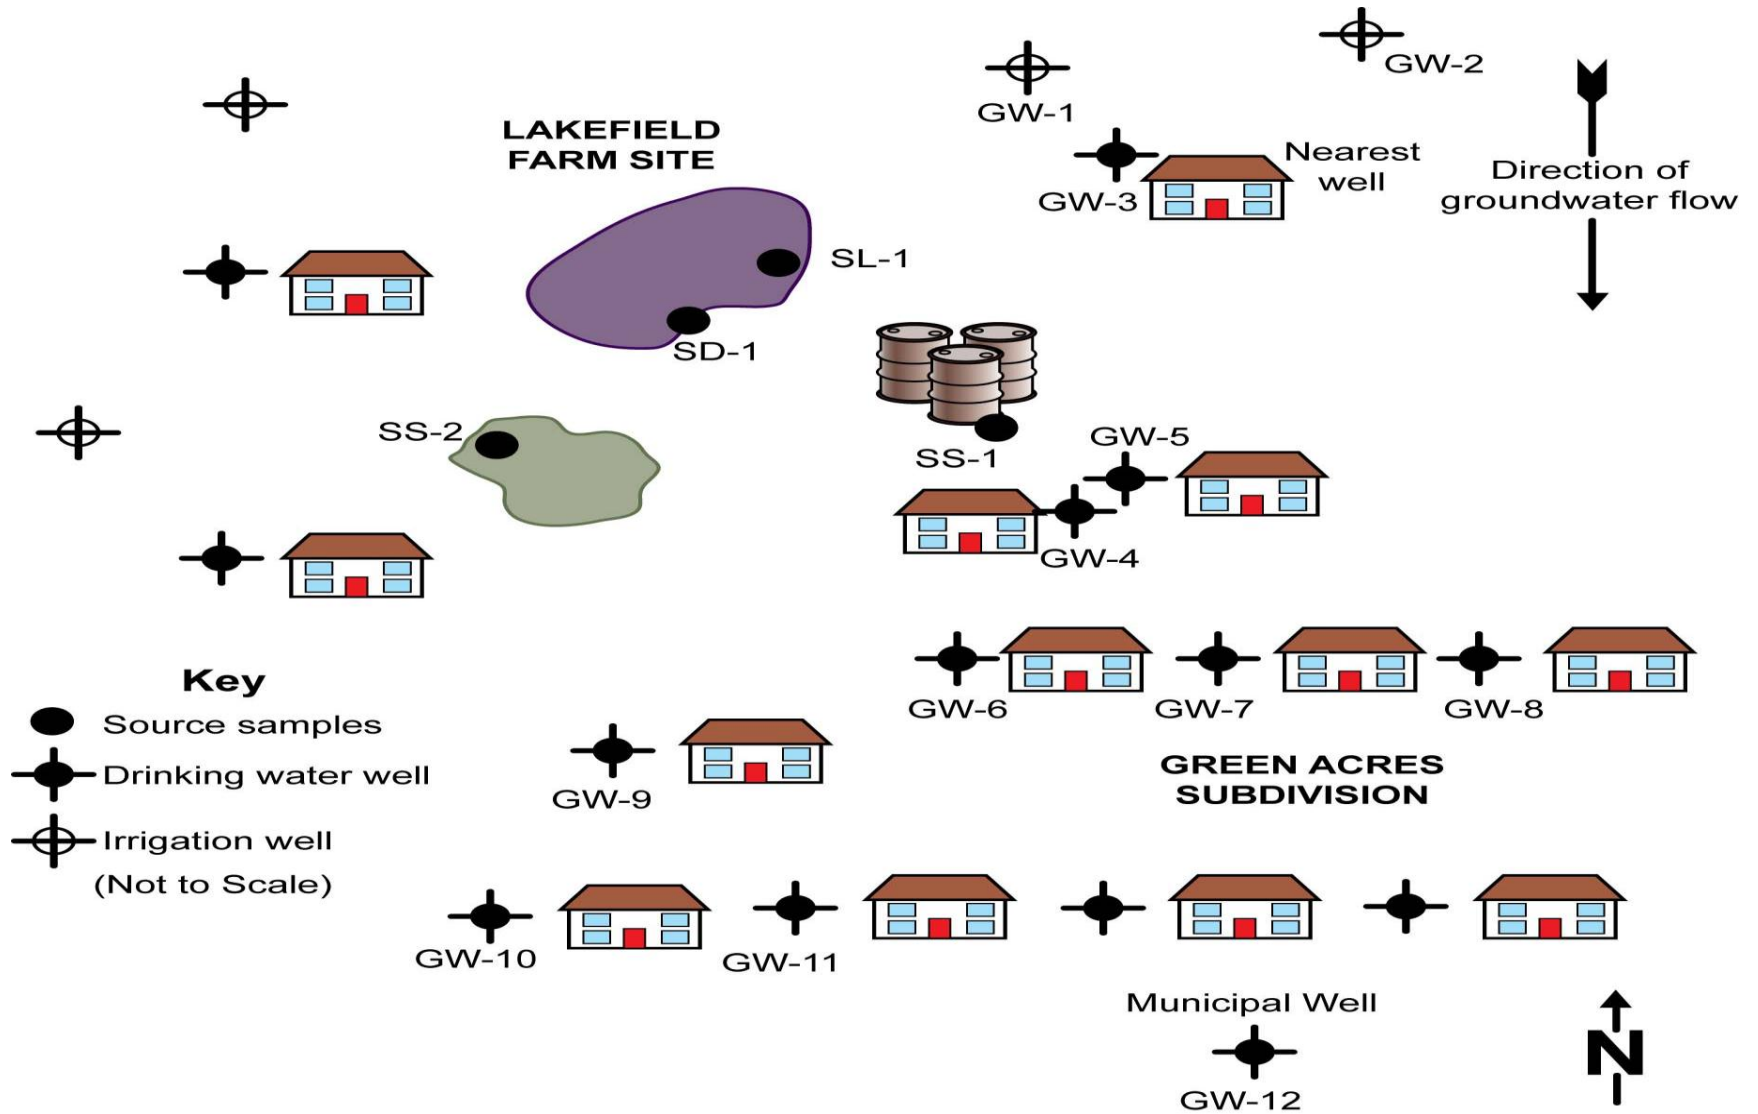 GW-2
GW-1
LAKEFIELD
FARM SITE
Nearest
well
GW-3
Direction of
groundwater flow
SL-1
SD-1
SS-2
SS-1
GW-5
GW-4
Key
Source samples
Drinking water well
Irrigation well
(Not to Scale)
GW-6
GW-7
GW-8
GREEN ACRES
SUBDIVISION
GW-9
GW-10
GW-11
Municipal Well
GW-12
N